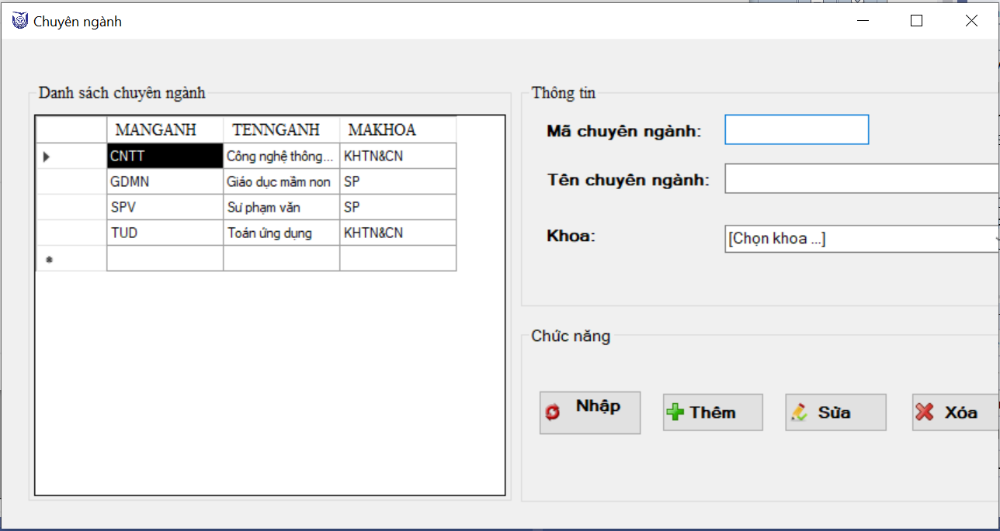 Chuyên ngành
Danh sách chuyên ngành
MANGANH TENNGANH MAKHOA
CNTT Công nghệ thông... KHTN&CN
GDMN Giáo dục mầm non SP
SPV Sư phạm văn SP
TUD Toán ứng dụng KHTN&CN
Thông tin
Mã chuyên ngành:
Tên chuyên ngành:
Khoa: [Chọn khoa ...]
Chức năng
Nhập Thêm Sửa Xóa